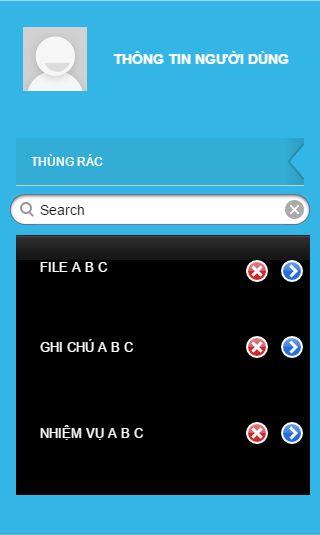 THÔNG TIN NGƯỜI DÙNG
THÙNG RÁC
Search
FILE A B C
GHI CHÚ A B C
NHIỆM VỤ A B C